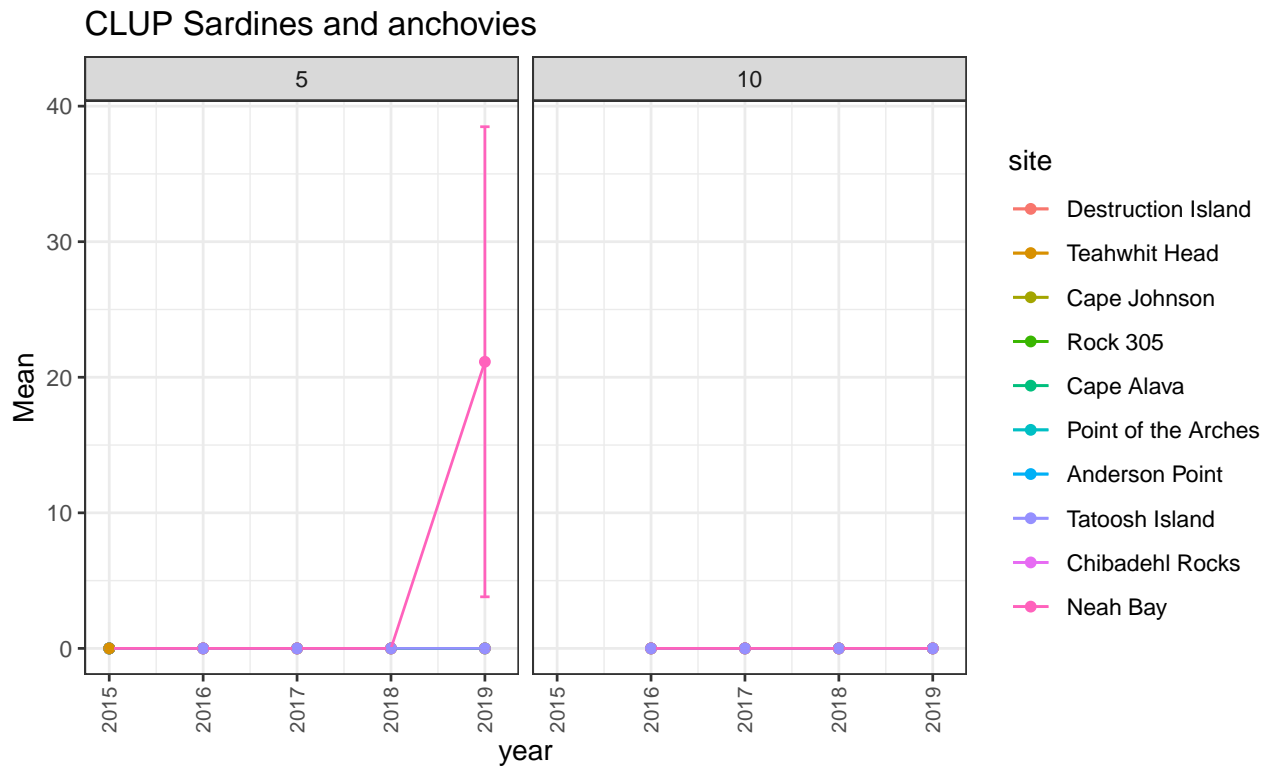 CLUP Sardines and anchovies
5
10
40
30
20
10
0
Mean
2015
2016
2017
2018
2019
2015
2016
2017
2018
2019
year
site
Destruction Island
Teahwhit Head
Cape Johnson
Rock 305
Cape Alava
Point of the Arches
Anderson Point
Tatoosh Island
Chibadehl Rocks
Neah Bay